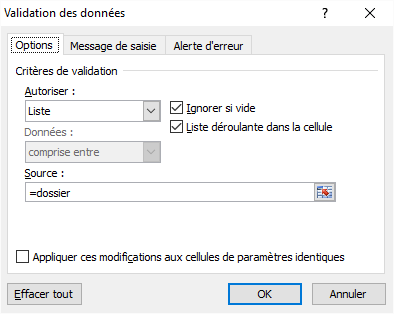 Validation des données
?
Options
Message de saisie
Alerte d'erreur
Critères de validation
Autoriser :
Liste
Ignorer si vide
Données :
Liste déroulante dans la cellule
comprise entre
Source :
=dossier
Appliquer ces modifications aux cellules de paramètres identiques
Effacer tout
OK
Annuler